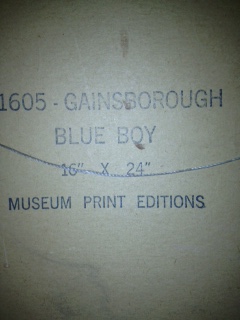 1605 - GAINSBOROUGH
BLUE BOY
16" X 24"
MUSEUM PRINT EDITIONS